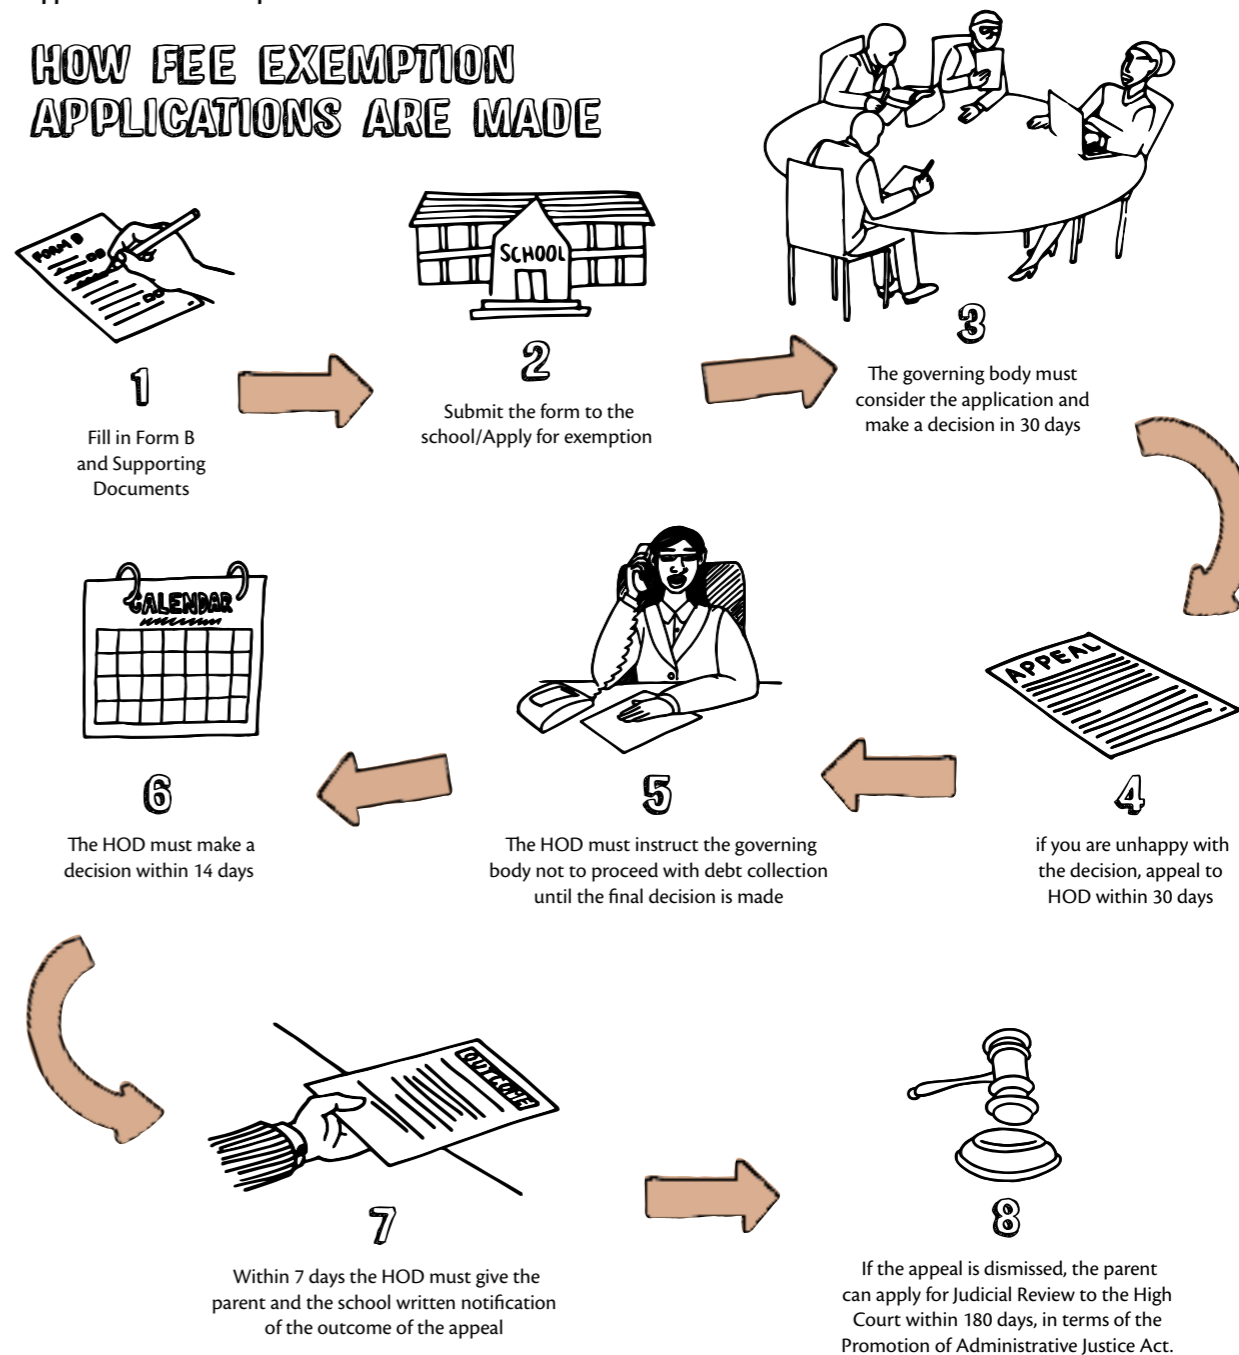 HOW FEE EXEMPTION
APPLICATIONS ARE MADE
FORM B
SCHOOL
1
Fill in Form B
and Supporting
Documents
2
Submit the form to the
school/Apply for exemption
3
The governing body must
consider the application and
make a decision in 30 days
APPEAL
4
if you are unhappy with
the decision, appeal to
HOD within 30 days
5
The HOD must instruct the governing
body not to proceed with debt collection
until the final decision is made
CALENDAR
6
The HOD must make a
decision within 14 days
OUTCOME
7
Within 7 days the HOD must give the
parent and the school written notification
of the outcome of the appeal
8
If the appeal is dismissed, the parent
can apply for Judicial Review to the High
Court within 180 days, in terms of the
Promotion of Administrative Justice Act.